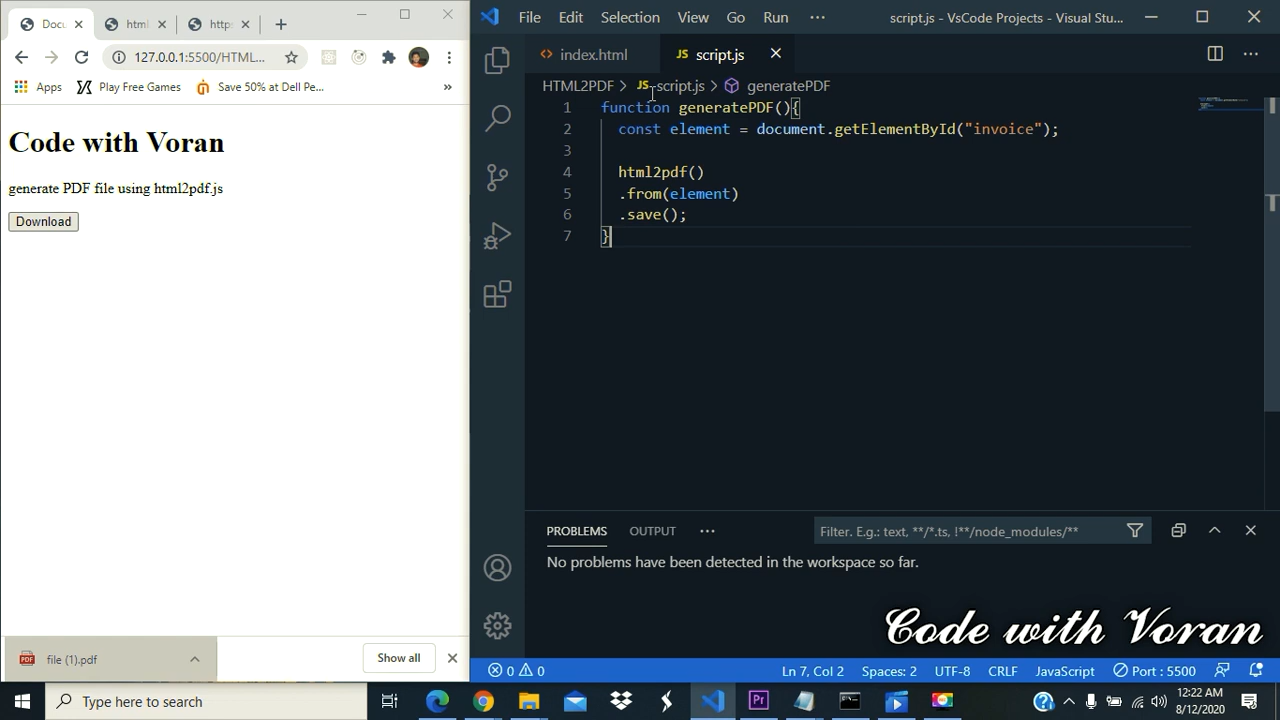 Docu
html
https
127.0.0.1:5500/HTML...
Apps
Play Free Games
Save 50% at Dell Pe...
»
Code with Voran
generate PDF file using html2pdf.js
Download
file (1).pdf
Show all
File Edit Selection View Go Run ···
script.js - VsCode Projects - Visual Stu...
index.html
JS script.js
HTML2PDF > JS script.js > generatePDF
1 function generatePDF(){
2 const element = document.getElementById("invoice");
3
4 html2pdf()
5 .from(element)
6 .save();
7 }
PROBLEMS OUTPUT ···
Filter. E.g.: text, **/*.ts, !**/node_modules/**
No problems have been detected in the workspace so far.
Code with Voran
0 0
Ln 7, Col 2 Spaces: 2 UTF-8 CRLF JavaScript Port : 5500
Type here to search
Pr
12:22 AM
8/12/2020